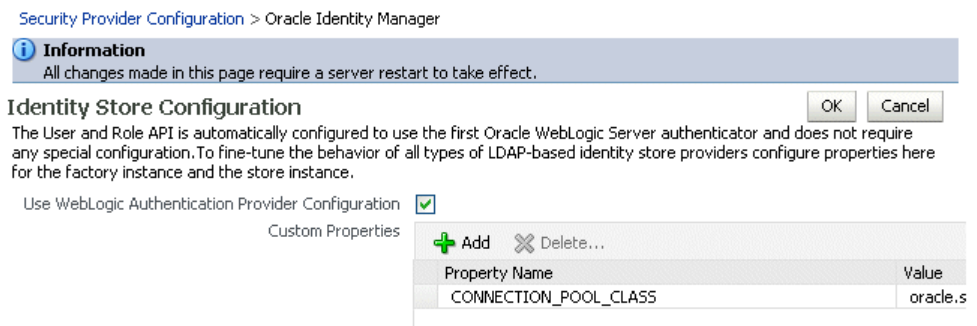 Security Provider Configuration > Oracle Identity Manager
Information
All changes made in this page require a server restart to take effect.
Identity Store Configuration
OK Cancel
The User and Role API is automatically configured to use the first Oracle WebLogic Server authenticator and does not require
any special configuration.To fine-tune the behavior of all types of LDAP-based identity store providers configure properties here
for the factory instance and the store instance.
Use WebLogic Authentication Provider Configuration
Custom Properties
Add Delete...
Property Name Value
CONNECTION_POOL_CLASS oracle.s